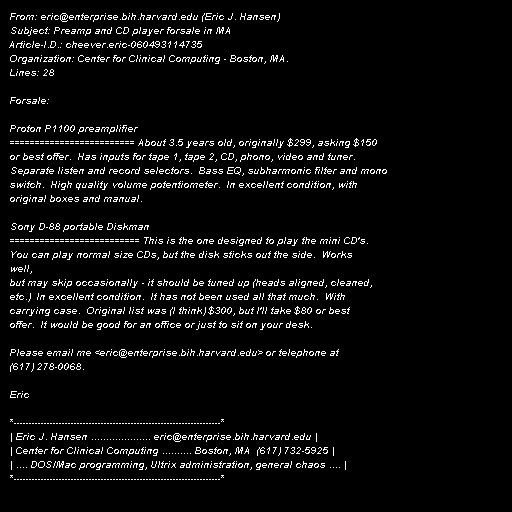 From: eric@enterprise.bih.harvard.edu (Eric J. Hansen)
Subject: Preamp and CD player forsale in MA
Article-I.D.: cheever.eric-060493114735
Organization: Center for Clinical Computing - Boston, MA.
Lines: 28

Forsale:

Proton P1100 preamplifier
========================= About 3.5 years old, originally $299, asking $150
or best offer.  Has inputs for tape 1, tape 2, CD, phono, video and tuner.
Separate listen and record selectors.  Bass EQ, subharmonic filter and mono
switch.  High quality volume potentiometer.  In excellent condition, with
original boxes and manual.

Sony D-88 portable Diskman
========================== This is the one designed to play the mini CD's.
You can play normal size CDs, but the disk sticks out the side.  Works
well,
but may skip occasionally - it should be tuned up (heads aligned, cleaned,
etc.)  In excellent condition.  It has not been used all that much.  With
carrying case.  Original list was (I think) $300, but I'll take $80 or best
offer.  It would be good for an office or just to sit on your desk.

Please email me <eric@enterprise.bih.harvard.edu> or telephone at
(617) 278-0068.

Eric

*----------------------------------------------------------------------*
| Eric J. Hansen .................... eric@enterprise.bih.harvard.edu |
| Center for Clinical Computing .......... Boston, MA  (617) 732-5925 |
| .... DOS/Mac programming, Ultrix administration, general chaos .... |
*----------------------------------------------------------------------*